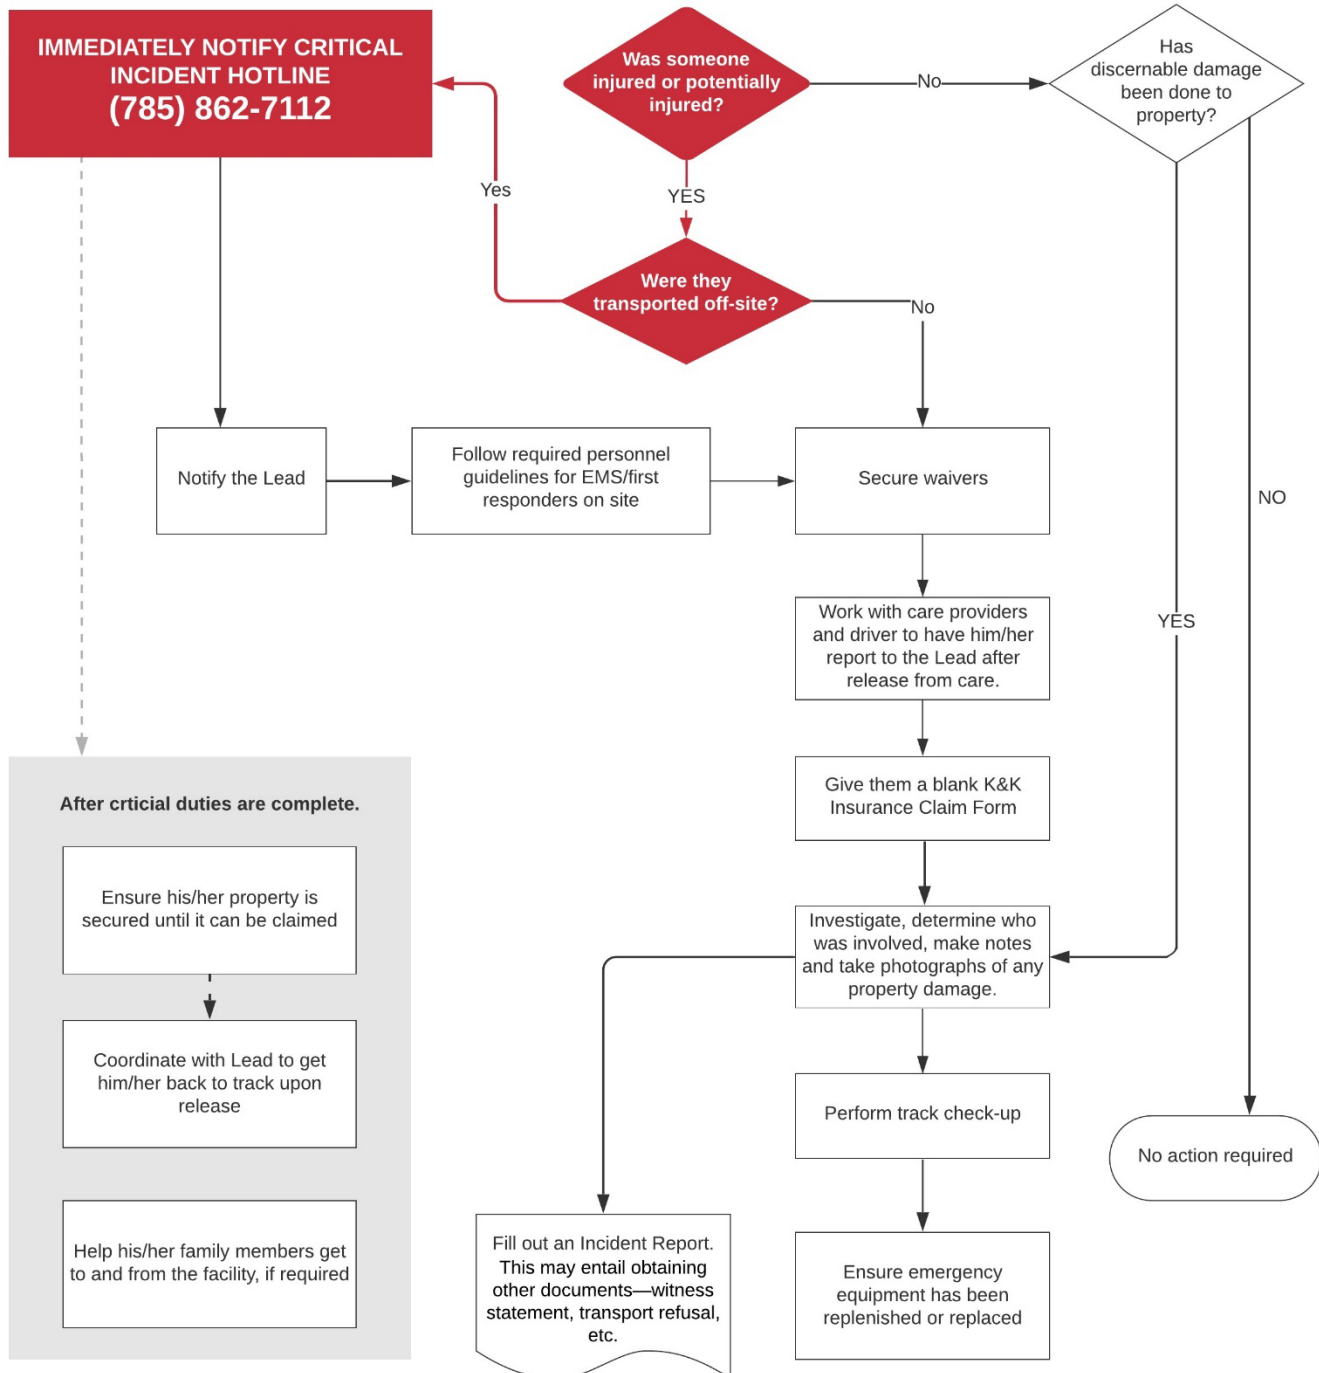 IMMEDIATELY NOTIFY CRITICAL
INCIDENT HOTLINE
(785) 862-7112
Was someone
injured or potentially
injured?
No
Has
discernable damage
been done to
property?
Yes
YES
Were they
transported off-site?
No
Notify the Lead
Follow required personnel
guidelines for EMS/first
responders on site
Secure waivers
NO
YES
Work with care providers
and driver to have him/her
report to the Lead after
release from care.
Give them a blank K&K
Insurance Claim Form
After crticial duties are complete.
Ensure his/her property is
secured until it can be claimed
Coordinate with Lead to get
him/her back to track upon
release
Help his/her family members get
to and from the facility, if required
Investigate, determine who
was involved, make notes
and take photographs of any
property damage.
Perform track check-up
No action required
Fill out an Incident Report.
This may entail obtaining
other documents—witness
statement, transport refusal,
etc.
Ensure emergency
equipment has been
replenished or replaced